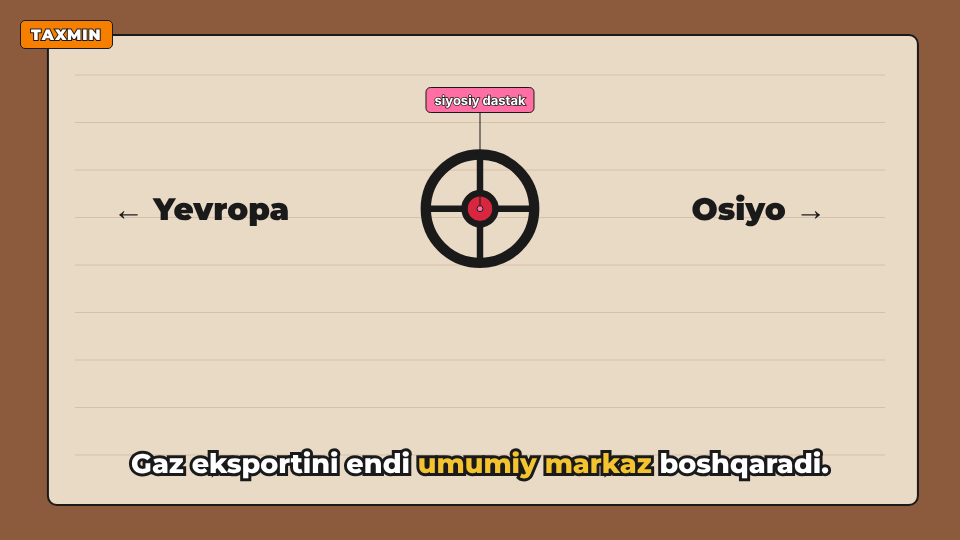 TAXMIN
siyosiy dastak
← Yevropa
Osiyo →
Gaz eksportini endi umumiy markaz boshqaradi.